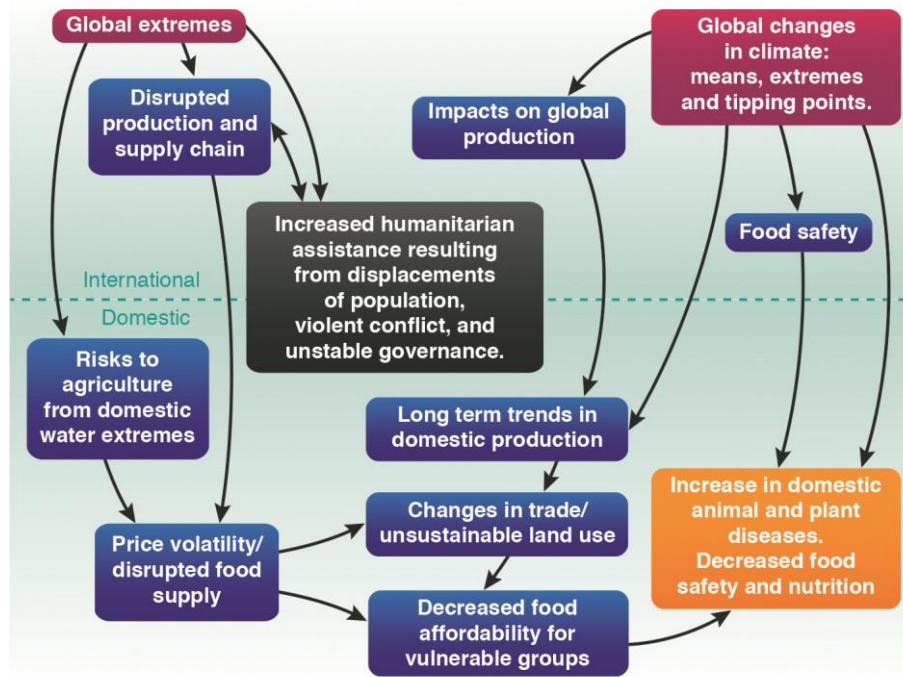 Global extremes
Global changes
in climate:
means, extremes
and tipping points.
Disrupted
production and
supply chain
Impacts on global
production
Increased humanitarian
assistance resulting
from displacements
of population,
violent conflict, and
unstable governance.
Food safety
International
Domestic
Risks to
agriculture
from domestic
water extremes
Long term trends in
domestic production
Increase in domestic
animal and plant
diseases.
Decreased food
safety and nutrition
Changes in trade/
unsustainable land use
Price volatility/
disrupted food
supply
Decreased food
affordability for
vulnerable groups